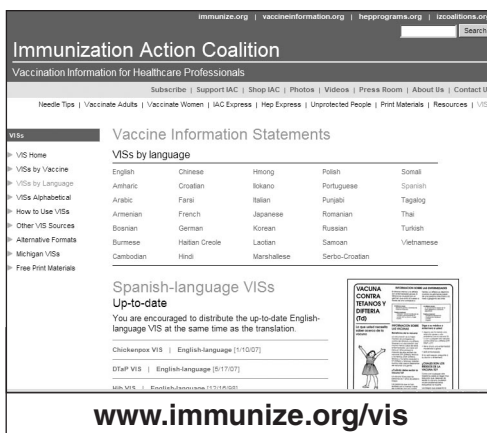 immunize.org | vaccineinformation.org | hepprograms.org | izcoalitions.org
Search
Immunization Action Coalition
Vaccination Information for Healthcare Professionals
Subscribe | Support IAC | Shop IAC | Photos | Videos | Press Room | About Us | Contact U
Needle Tips | Vaccinate Adults | Vaccinate Women | IAC Express | Hep Express | Unprotected People | Print Materials | Resources | VIS
VISs
VIS Home
VISs by Vaccine
VISs by Language
VISs Alphabetical
How to Use VISs
Other VIS Sources
Alternative Formats
Michigan VISs
Free Print Materials
Vaccine Information Statements
VISs by language
English Chinese Hmong Polish Somali
Amharic Croatian Ilokano Portuguese Spanish
Arabic Farsi Italian Punjabi Tagalog
Armenian French Japanese Romanian Thai
Bosnian German Korean Russian Turkish
Burmese Haitian Creole Laotian Samoan Vietnamese
Cambodian Hindi Marshallese Serbo-Croatian
Spanish-language VISs
Up-to-date
You are encouraged to distribute the up-to-date English-
language VIS at the same time as the translation.
Chickenpox VIS | English-language [1/10/07]
DTaP VIS | English-language [5/17/07]
Hib VIS | English-language [12/16/98]
VACUNA
CONTRA
TETANOS Y
DIFTERIA
(Td)
www.immunize.org/vis